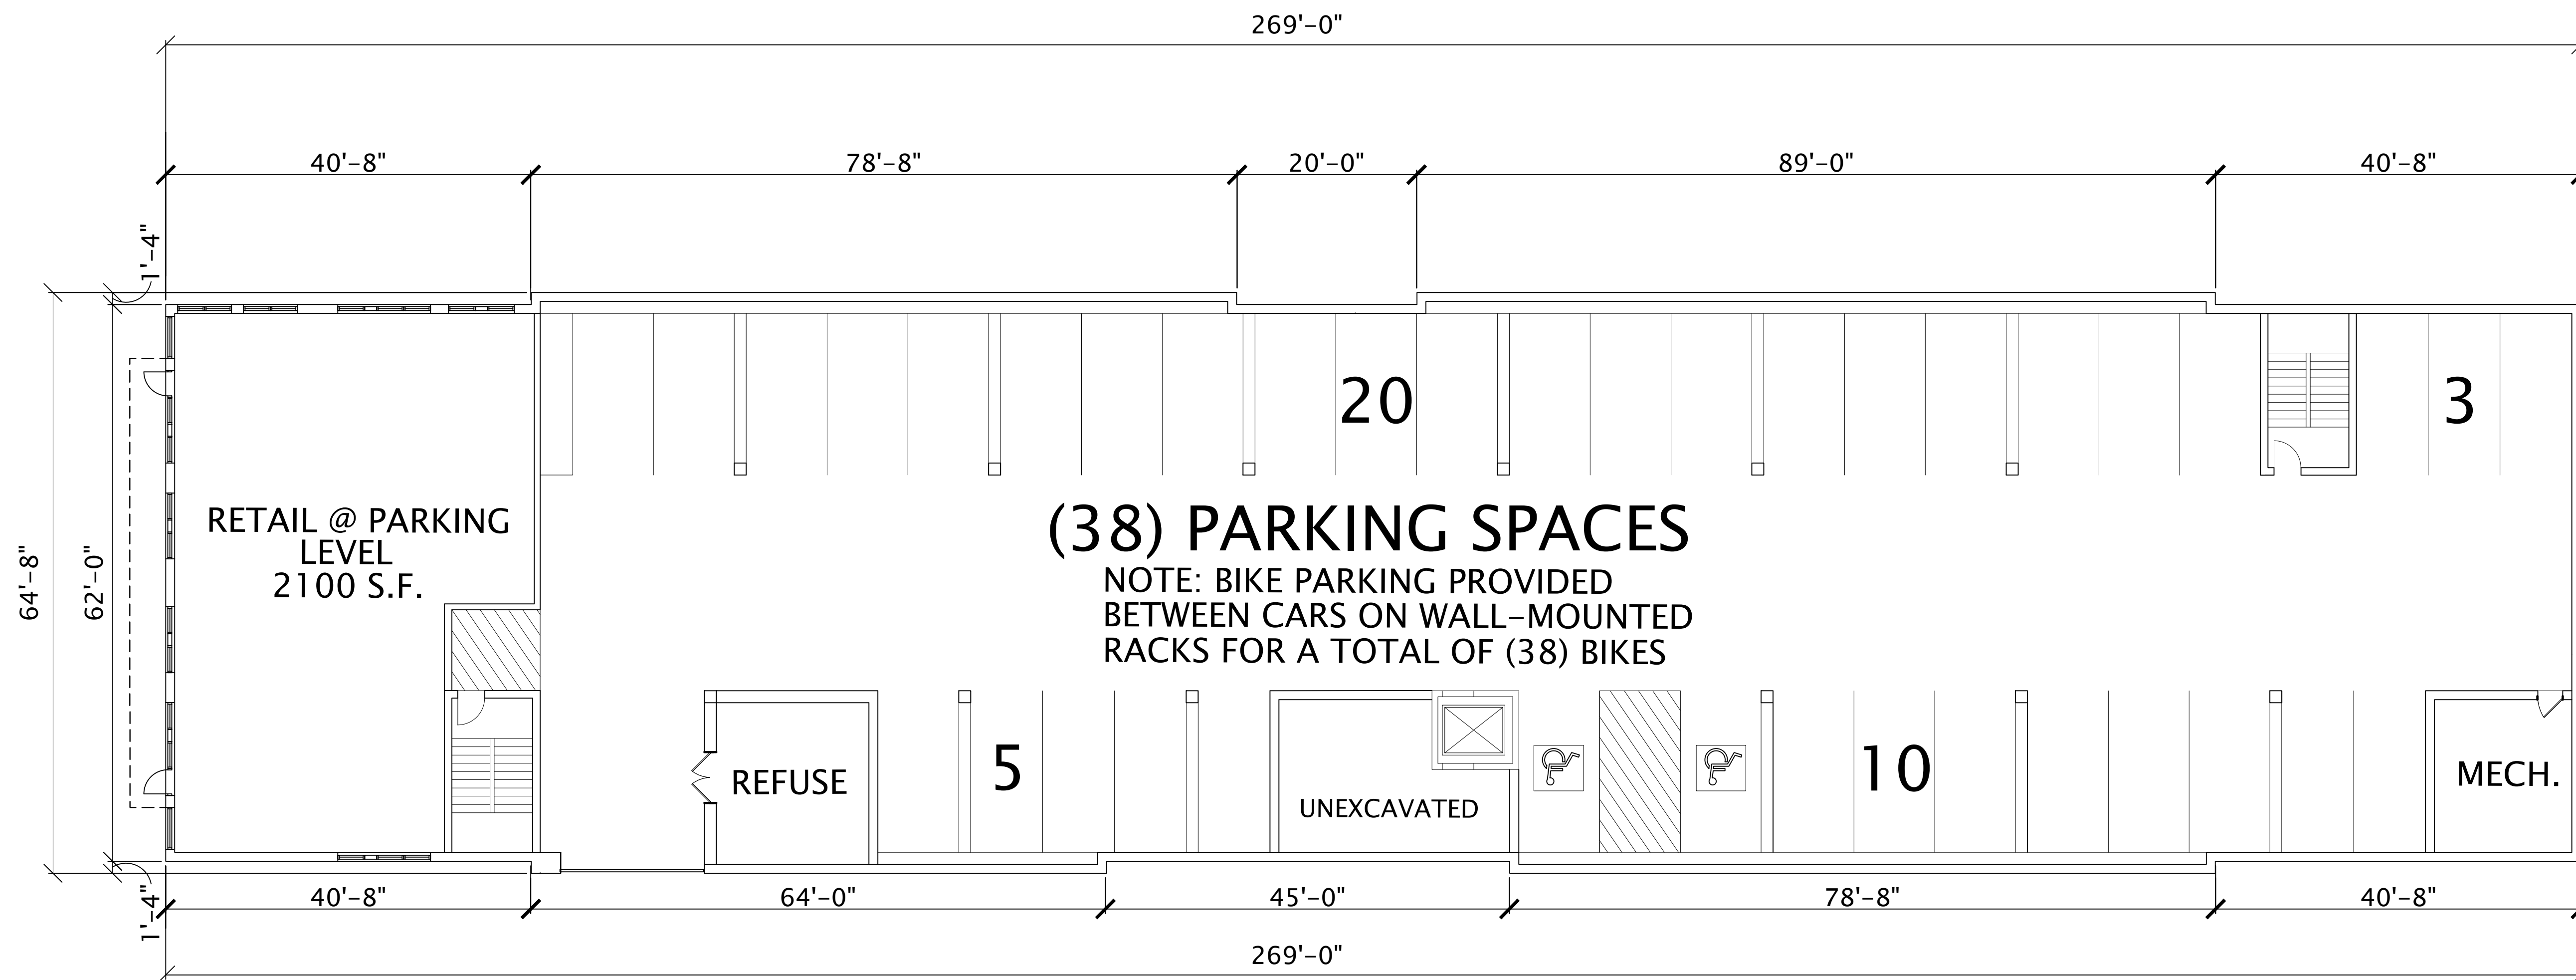 269'-0"
40'-8"
78'-8"
20'-0"
89'-0"
40'-8"
1'-4"
20
3
RETAIL @ PARKING
LEVEL
2100 S.F.
(38) PARKING SPACES
NOTE: BIKE PARKING PROVIDED
BETWEEN CARS ON WALL-MOUNTED
RACKS FOR A TOTAL OF (38) BIKES
64'-8"
62'-0"
REFUSE
5
UNEXCAVATED
10
MECH.
1'-4"
40'-8"
64'-0"
45'-0"
78'-8"
40'-8"
269'-0"